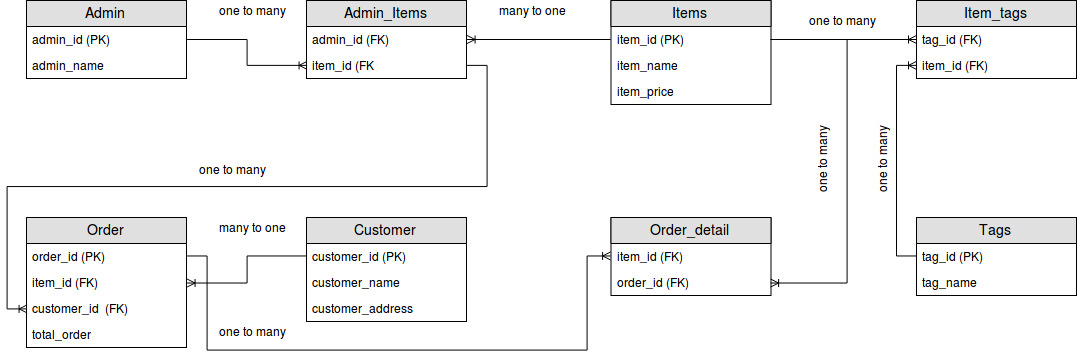 Admin
one to many
Admin_Items
many to one
Items
one to many
Item_tags
admin_id (PK)
admin_id (FK)
item_id (PK)
tag_id (FK)
admin_name
item_id (FK
item_name
item_id (FK)
item_price
one to many
one to many
one to many
Order
many to one
Customer
Order_detail
Tags
order_id (PK)
customer_id (PK)
item_id (FK)
tag_id (PK)
item_id (FK)
customer_name
order_id (FK)
tag_name
customer_id (FK)
customer_address
total_order
one to many